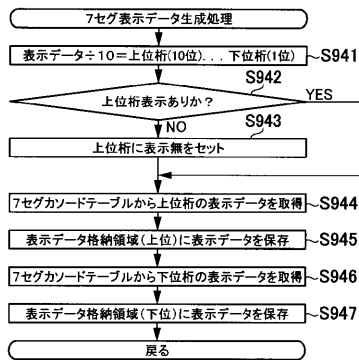 7セグ表示データ生成処理
表示データ÷10=上位桁(10位)...下位桁(1位)
S941
S942
上位桁表示ありか?
YES
NO
S943
上位桁に表示無をセット
7セグカソードテーブルから上位桁の表示データを取得
S944
表示データ格納領域(上位)に表示データを保存
S945
7セグカソードテーブルから下位桁の表示データを取得
S946
表示データ格納領域(下位)に表示データを保存
S947
戻る